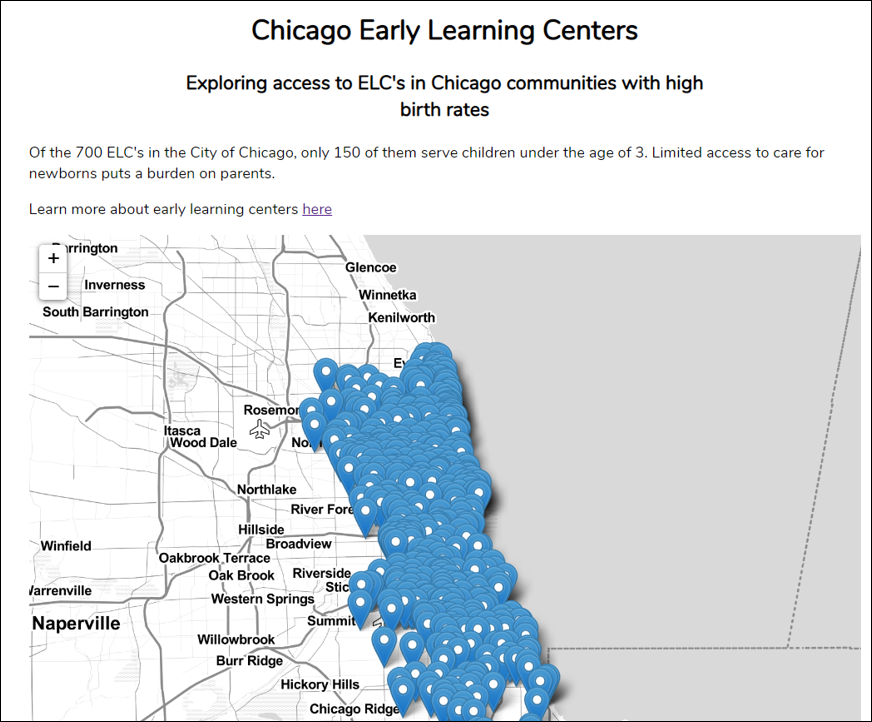 Chicago Early Learning Centers
Exploring access to ELC's in Chicago communities with high
birth rates
Of the 700 ELC's in the City of Chicago, only 150 of them serve children under the age of 3. Limited access to care for
newborns puts a burden on parents.
Learn more about early learning centers here
+
−
rrington
Glencoe
Inverness
Winnetka
South Barrington
Kenilworth
Ev
Rosemon
Itasca
Wood Dale
No
Northlake
River Fore
Hillside
Broadview
Winfield
Oakbrook Terrace
Oak Brook
Riverside
Stic
Warrenville
Western Springs
Naperville
Summit
Willowbrook
Burr Ridge
Hickory Hills
Chicago Ridge